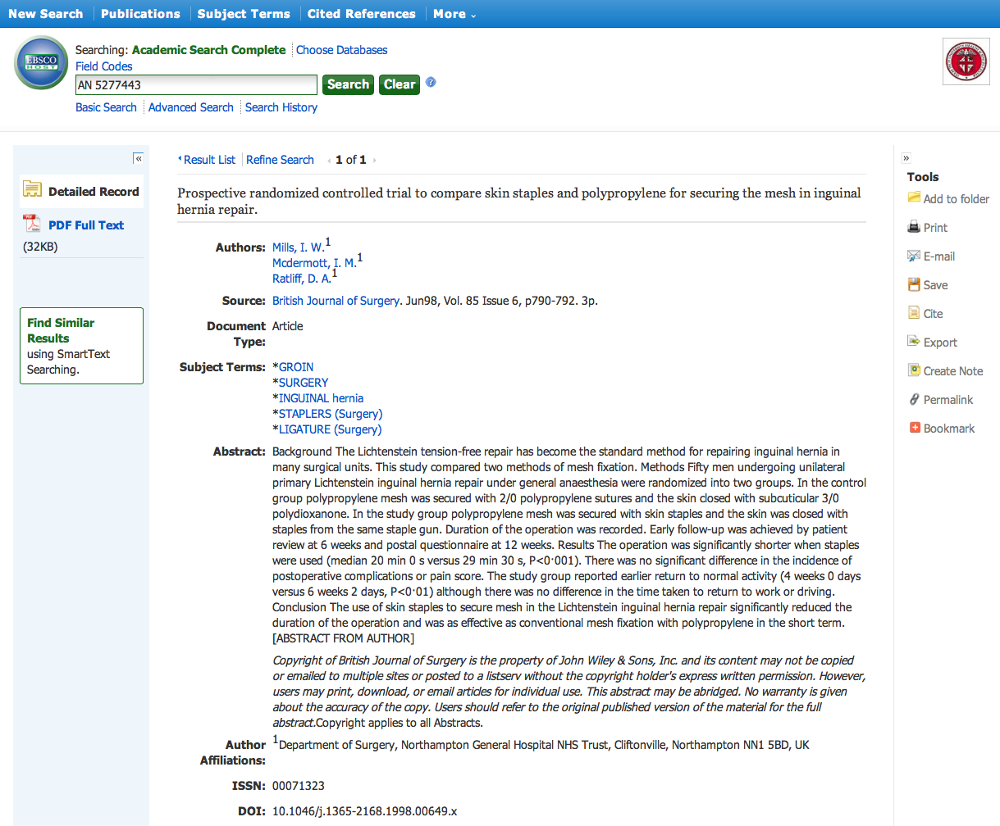 New Search Publications Subject Terms Cited References More
Searching: Academic Search Complete Choose Databases
EBSCO
HOST
Field Codes
AN 5277443 Search Clear ?
Basic Search Advanced Search Search History
«
Detailed Record
PDF Full Text
(32KB)
Find Similar
Results
using SmartText
Searching.
Result List Refine Search 1 of 1
Prospective randomized controlled trial to compare skin staples and polypropylene for securing the mesh in inguinal
hernia repair.
Authors: Mills, I. W.1
Mcdermott, I. M.1
Ratliff, D. A.1
Source: British Journal of Surgery. Jun98, Vol. 85 Issue 6, p790-792. 3p.
Document Article
Type:
Subject Terms: *GROIN
*SURGERY
*INGUINAL hernia
*STAPLERS (Surgery)
*LIGATURE (Surgery)
Abstract: Background The Lichtenstein tension-free repair has become the standard method for repairing inguinal hernia in
many surgical units. This study compared two methods of mesh fixation. Methods Fifty men undergoing unilateral
primary Lichtenstein inguinal hernia repair under general anaesthesia were randomized into two groups. In the control
group polypropylene mesh was secured with 2/0 polypropylene sutures and the skin closed with subcuticular 3/0
polydioxanone. In the study group polypropylene mesh was secured with skin staples and the skin was closed with
staples from the same staple gun. Duration of the operation was recorded. Early follow-up was achieved by patient
review at 6 weeks and postal questionnaire at 12 weeks. Results The operation was significantly shorter when staples
were used (median 20 min 0 s versus 29 min 30 s, P<0·001). There was no significant difference in the incidence of
postoperative complications or pain score. The study group reported earlier return to normal activity (4 weeks 0 days
versus 6 weeks 2 days, P<0·01) although there was no difference in the time taken to return to work or driving.
Conclusion The use of skin staples to secure mesh in the Lichtenstein inguinal hernia repair significantly reduced the
duration of the operation and was as effective as conventional mesh fixation with polypropylene in the short term.
[ABSTRACT FROM AUTHOR]
Copyright of British Journal of Surgery is the property of John Wiley & Sons, Inc. and its content may not be copied
or emailed to multiple sites or posted to a listserv without the copyright holder's express written permission. However,
users may print, download, or email articles for individual use. This abstract may be abridged. No warranty is given
about the accuracy of the copy. Users should refer to the original published version of the material for the full
abstract.Copyright applies to all Abstracts.
Author 1Department of Surgery, Northampton General Hospital NHS Trust, Cliftonville, Northampton NN1 5BD, UK
Affiliations:
ISSN: 00071323
DOI: 10.1046/j.1365-2168.1998.00649.x
»
Tools
Add to folder
Print
E-mail
Save
Cite
Export
Create Note
Permalink
Bookmark